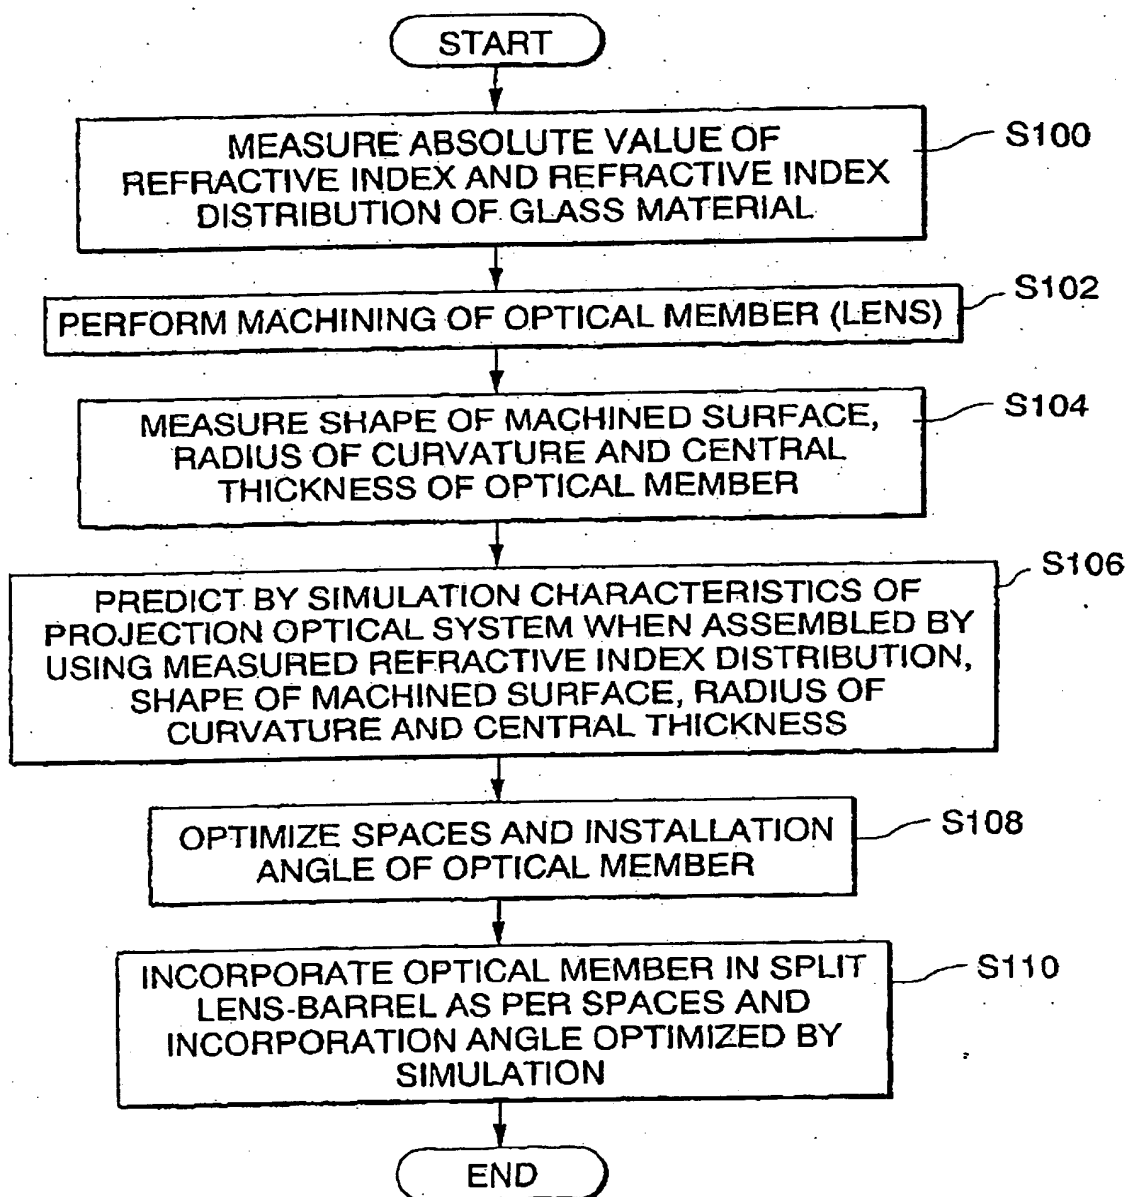 START
MEASURE ABSOLUTE VALUE OF
REFRACTIVE INDEX AND REFRACTIVE INDEX
DISTRIBUTION OF GLASS MATERIAL
S100
PERFORM MACHINING OF OPTICAL MEMBER (LENS)
S102
MEASURE SHAPE OF MACHINED SURFACE,
RADIUS OF CURVATURE AND CENTRAL
THICKNESS OF OPTICAL MEMBER
S104
PREDICT BY SIMULATION CHARACTERISTICS OF
PROJECTION OPTICAL SYSTEM WHEN ASSEMBLED BY
USING MEASURED REFRACTIVE INDEX DISTRIBUTION,
SHAPE OF MACHINED SURFACE, RADIUS OF
CURVATURE AND CENTRAL THICKNESS
S106
OPTIMIZE SPACES AND INSTALLATION
ANGLE OF OPTICAL MEMBER
S108
INCORPORATE OPTICAL MEMBER IN SPLIT
LENS-BARREL AS PER SPACES AND
INCORPORATION ANGLE OPTIMIZED BY
SIMULATION
S110
END